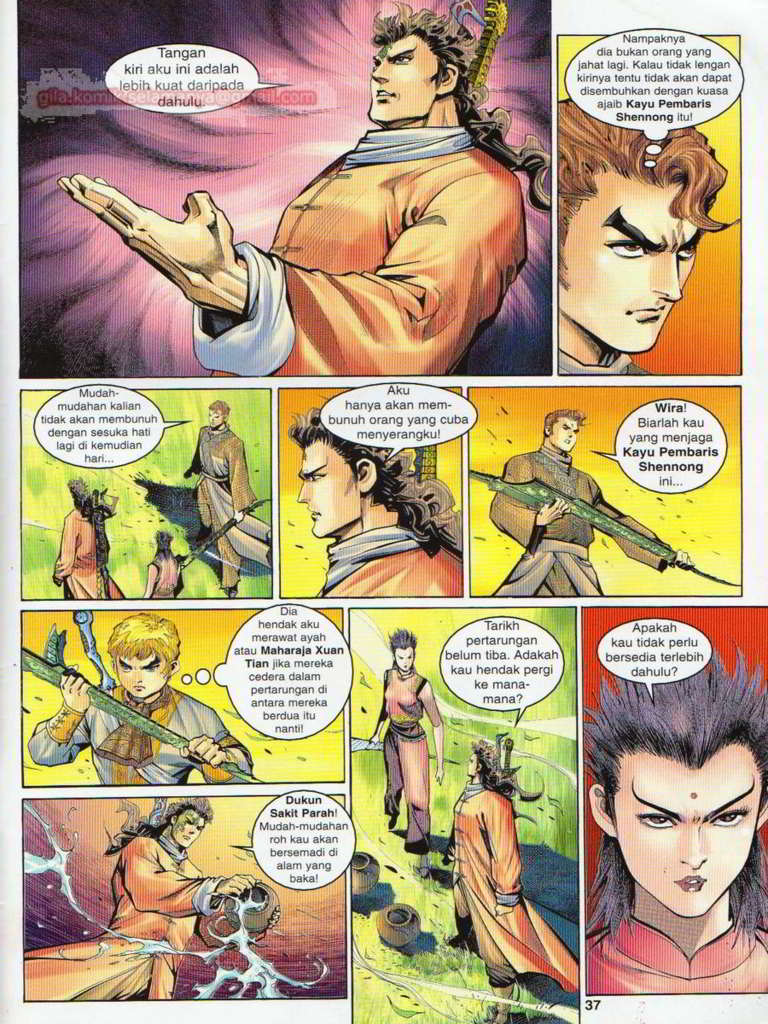 Tangan
kiri aku ini adalah
lebih kuat daripada
dahulu.
Nampaknya
dia bukan orang yang
jahat lagi. Kalau tidak lengan
kirinya tentu tidak akan dapat
disembuhkan dengan kuasa
ajaib Kayu Pembaris
Shennong itu!
Mudah-
mudahan kalian
tidak akan membunuh
dengan sesuka hati
lagi di kemudian
hari...
Aku
hanya akan mem-
bunuh orang yang cuba
menyerangku!
Wira!
Biarlah kau
yang menjaga
Kayu Pembaris
Shennong
ini...
Dia
hendak aku
merawat ayah
atau Maharaja Xuan
Tian jika mereka
cedera dalam
pertarungan di
antara mereka
berdua itu
nanti!
Dukun
Sakit Parah!
Mudah-mudahan
roh kau akan
bersemadi di
alam yang
baka!
Tarikh
pertarungan
belum tiba. Adakah
kau hendak pergi
ke mana-
mana?
Apakah
kau tidak perlu
bersedia terlebih
dahulu?
37